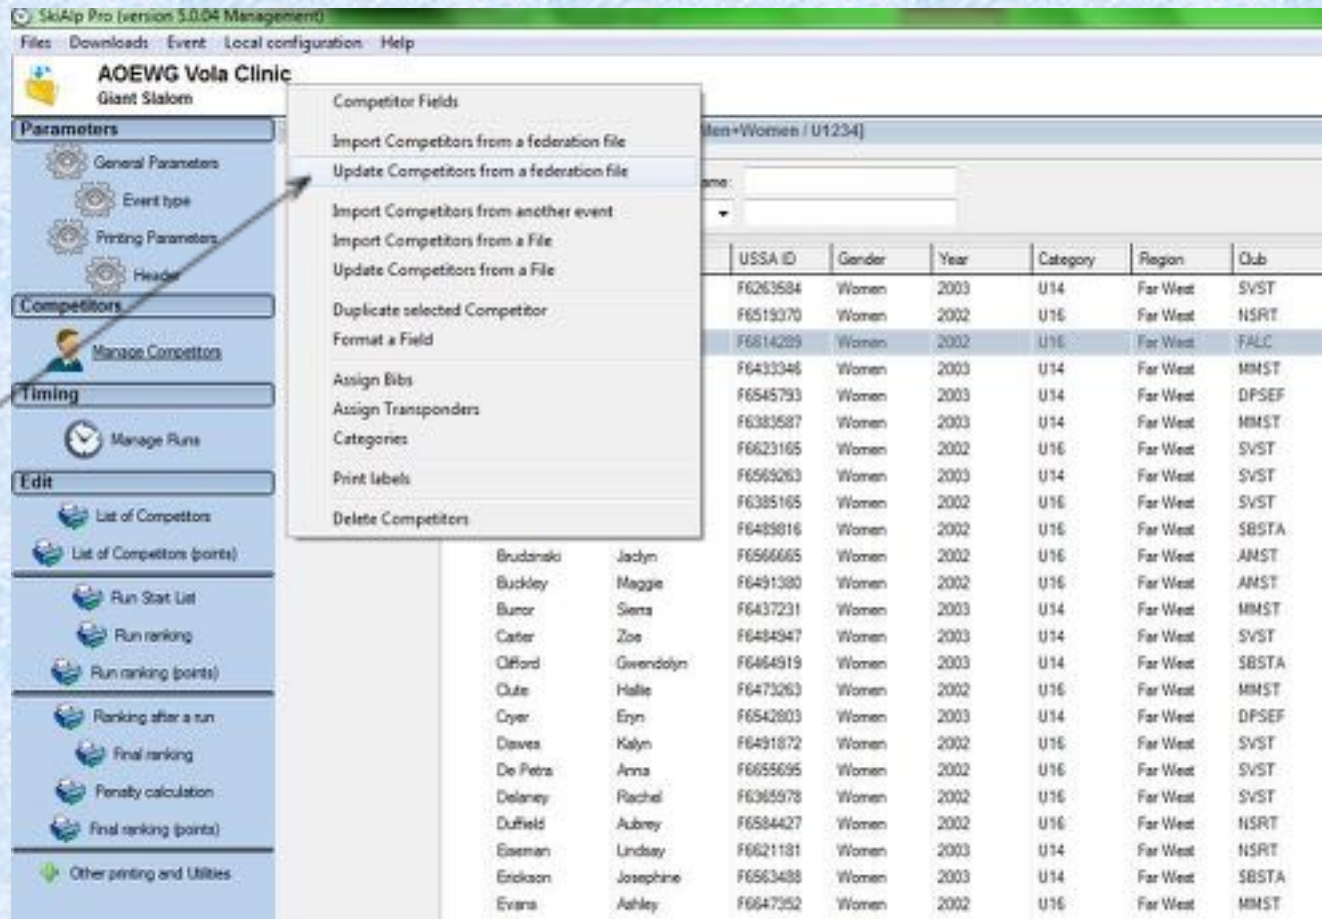 SkiAlp Pro (version 5.0.04 Management)
Files Downloads Event Local configuration Help
AOEWG Vola Clinic
Giant Slalom
Parameters
General Parameters
Event type
Printing Parameters
Header
Competitors
Manage Competitors
Timing
Manage Runs
Edit
List of Competitors
List of Competitors (points)
Run Start List
Run ranking
Run ranking (points)
Ranking after a run
Final ranking
Penalty calculation
Final ranking (points)
Other printing and Utilities
Competitor Fields
Import Competitors from a federation file
Update Competitors from a federation file
Import Competitors from another event
Import Competitors from a File
Update Competitors from a File
Duplicate selected Competitor
Format a Field
Assign Bibs
Assign Transponders
Categories
Print labels
Delete Competitors
Men+Women / U1234]
ame:
USSA ID Gender Year Category Region Club
F6263584 Women 2003 U14 Far West SVST
F6519370 Women 2002 U16 Far West NSRT
F6614289 Women 2002 U16 Far West FALC
F6433346 Women 2003 U14 Far West MMST
F6545793 Women 2003 U14 Far West DPSEF
F6383587 Women 2003 U14 Far West MMST
F6623165 Women 2002 U16 Far West SVST
F6569263 Women 2003 U14 Far West SVST
F6385165 Women 2002 U16 Far West SVST
F6489816 Women 2002 U16 Far West SBSTA
Brudzinski Jaclyn F6566665 Women 2002 U16 Far West AMST
Buckley Maggie F6491380 Women 2002 U16 Far West AMST
Burror Sierra F6437231 Women 2003 U14 Far West MMST
Carter Zoe F6484947 Women 2003 U14 Far West SVST
Clifford Gwendolyn F6464919 Women 2003 U14 Far West SBSTA
Clute Hallie F6473263 Women 2002 U16 Far West MMST
Cryer Eryn F6542803 Women 2003 U14 Far West DPSEF
Dawes Kalyn F6491872 Women 2002 U16 Far West SVST
De Petra Anna F6655695 Women 2002 U16 Far West SVST
Delaney Rachel F6365978 Women 2002 U16 Far West SVST
Duffield Aubrey F6584427 Women 2002 U16 Far West NSRT
Eiseman Lindsay F6621181 Women 2003 U14 Far West NSRT
Erickson Josephine F6563488 Women 2003 U14 Far West SBSTA
Evans Ashley F6647352 Women 2002 U16 Far West MMST